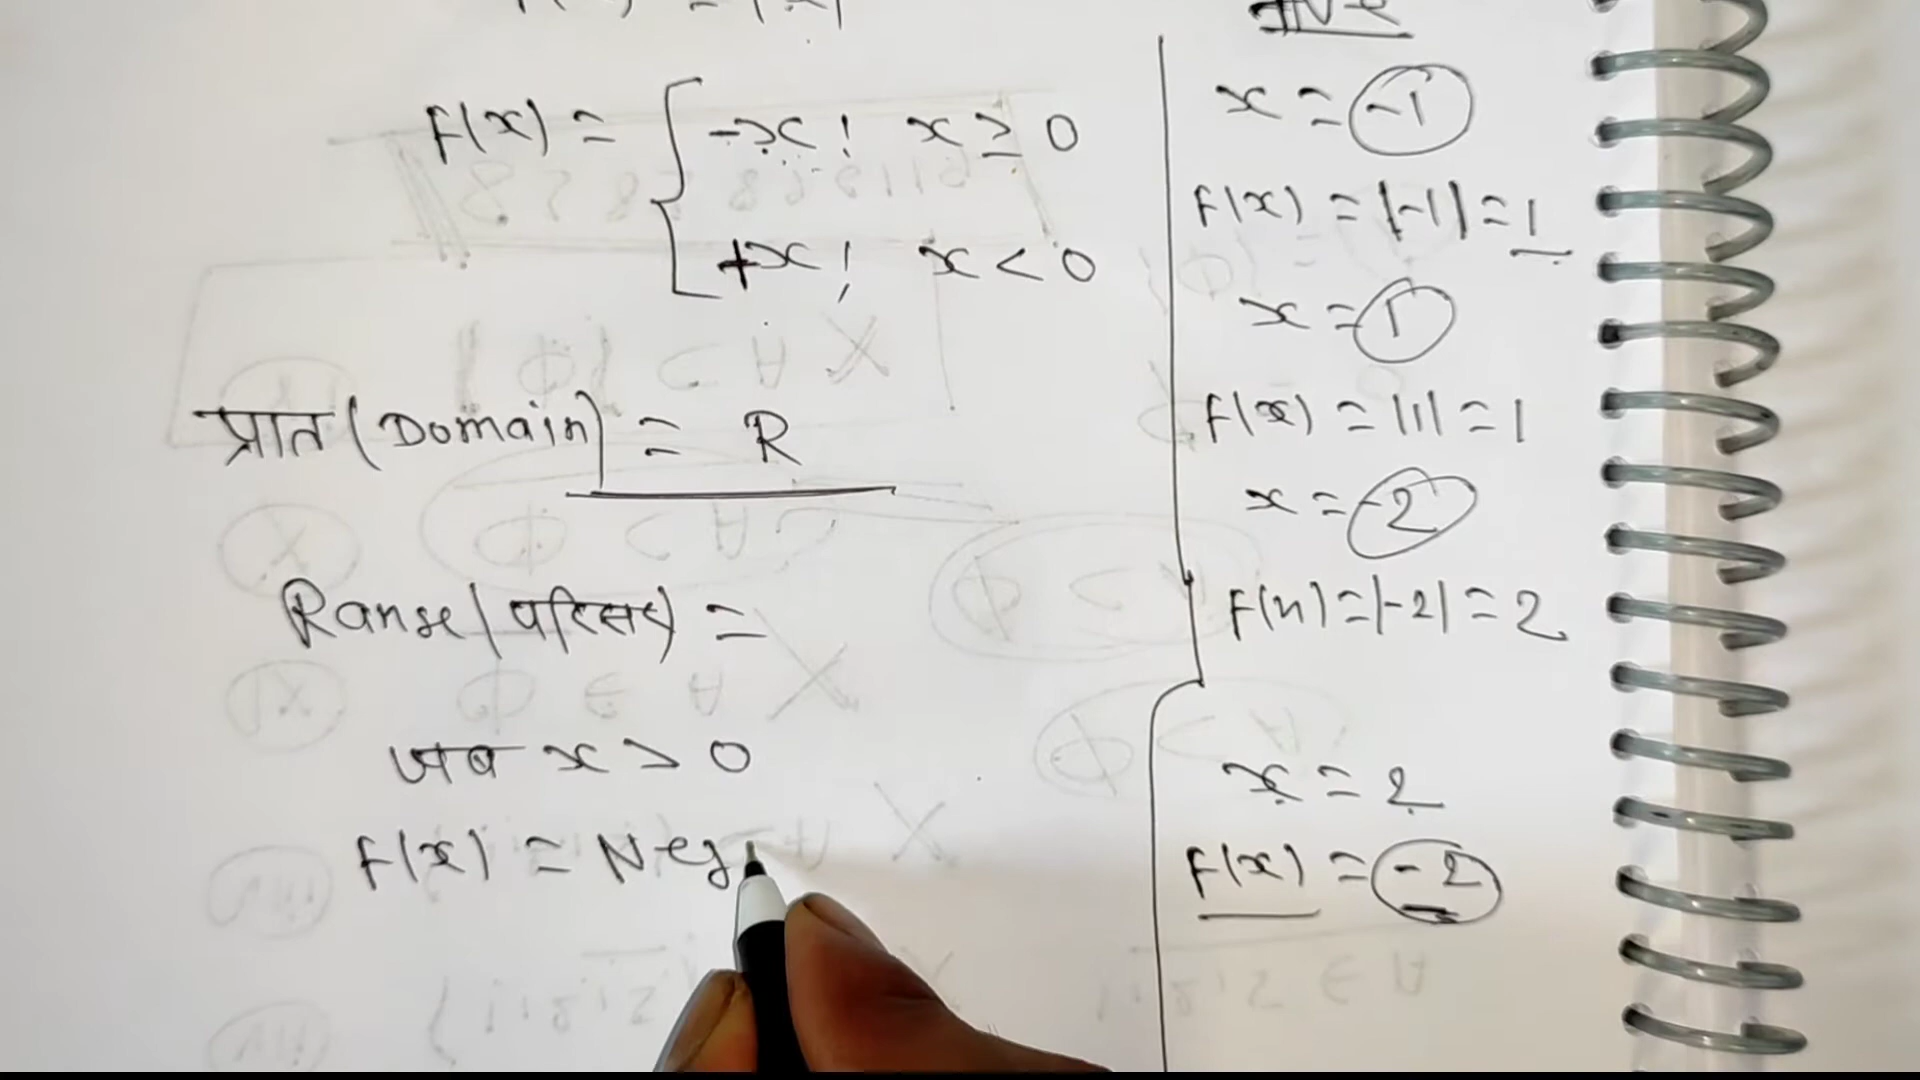 F(x) = { -x ; x ≥ 0
+x ; x < 0
प्रात (Domain) = R
Range (परिसर) =
जब x > 0
F(x) = Neg
x = -1
F(x) = |-1| = 1
x = 1
F(x) = |1| = 1
x = -2
F(x) = |-2| = 2
x = 2
F(x) = -2